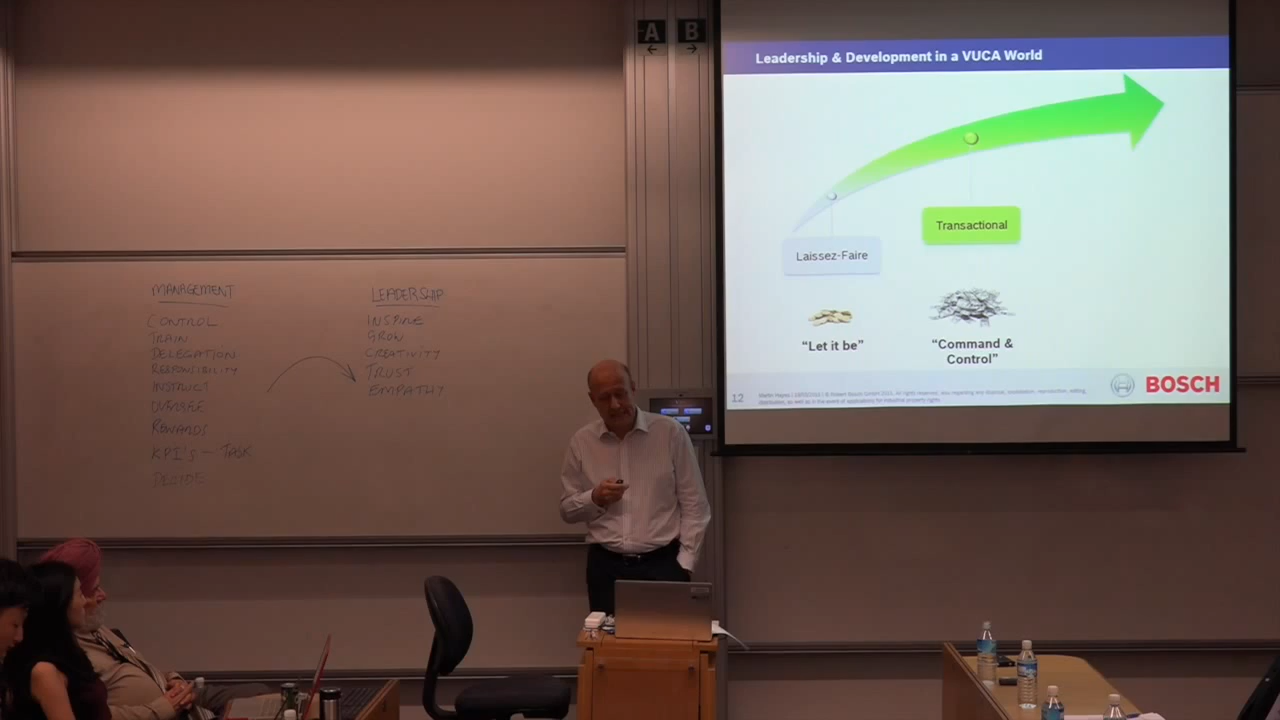 A B
← →
MANAGEMENT
CONTROL
TRAIN
DELEGATION
RESPONSIBILITY
INSTRUCT
OVERSEE
REWARDS
KPI'S – TASK
DECIDE
LEADERSHIP
INSPIRE
GROW
CREATIVITY
TRUST
EMPATHY
Leadership & Development in a VUCA World
Laissez-Faire
Transactional
“Let it be”
“Command &
Control”
12
BOSCH